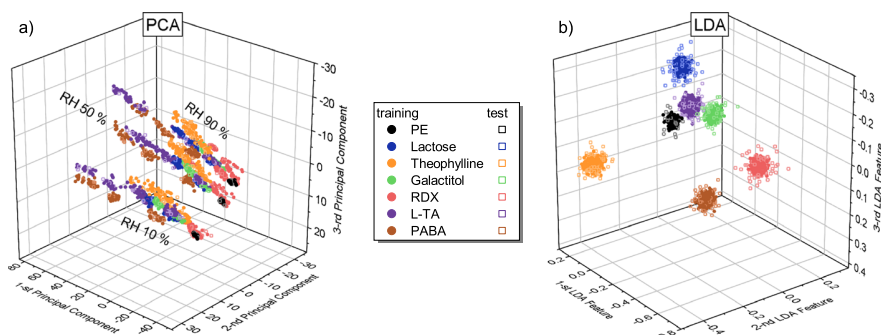 a)
PCA
RH 50 %
RH 90 %
RH 10 %
-30
-20
-10
0
10
20
3-rd Principal Component
80
60
40
20
0
-20
-40
1-st Principal Component
30
20
10
0
-10
-20
-30
2-nd Principal Component
training test
PE
Lactose
Theophylline
Galactitol
RDX
L-TA
PABA
b)
LDA
-0.3
-0.2
-0.1
0.0
0.1
0.2
0.3
0.4
3-rd LDA Feature
0.2
0.0
-0.2
-0.4
-0.6
1-st LDA Feature
0.2
0.0
-0.2
2-nd LDA Feature